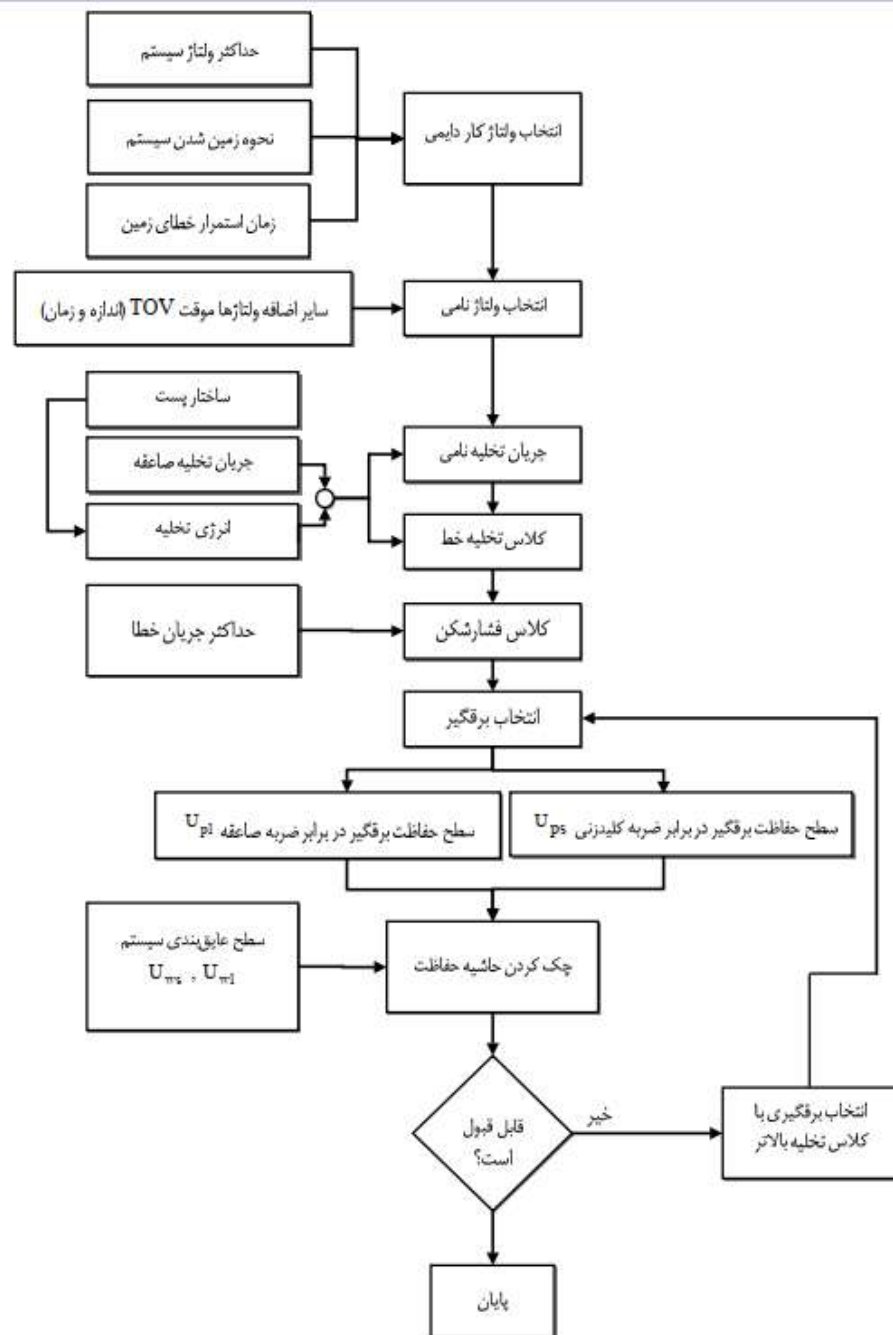 حداکثر ولتاژ سیستم
نحوه زمین شدن سیستم
زمان استمرار خطای زمین
انتخاب ولتاژ کار دایمی
سایر اضافه ولتاژها موقت TOV (اندازه و زمان)
انتخاب ولتاژ نامی
ساختار پست
جریان تخلیه صاعقه
انرژی تخلیه
جریان تخلیه نامی
کلاس تخلیه خط
حداکثر جریان خطا
کلاس فشارشکن
انتخاب برقگیر
سطح حفاظت برقگیر در برابر ضربه کلیدزنی Ups
سطح حفاظت برقگیر در برابر ضربه صاعقه Upl
سطح عایق‌بندی سیستم
Uws , Uwl
چک کردن حاشیه حفاظت
قابل قبول
است؟
خیر
انتخاب برقگیری با
کلاس تخلیه بالاتر
پایان